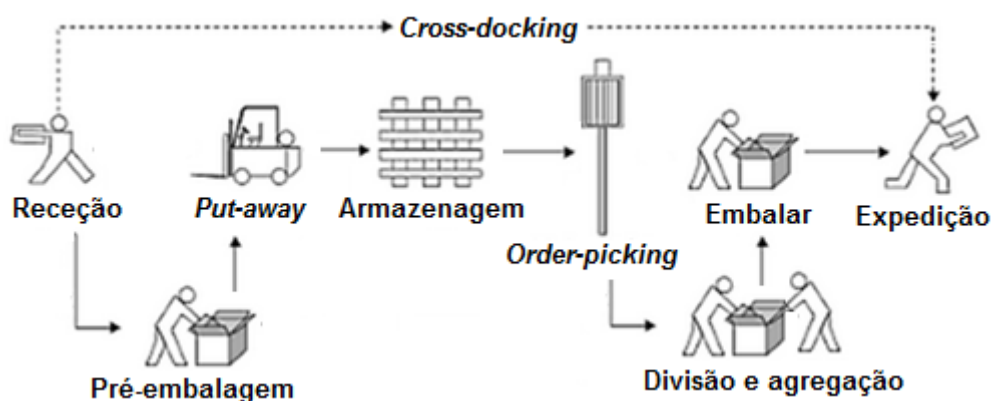 Cross-docking
Receção
Put-away
Armazenagem
Order-picking
Embalar
Expedição
Pré-embalagem
Divisão e agregação